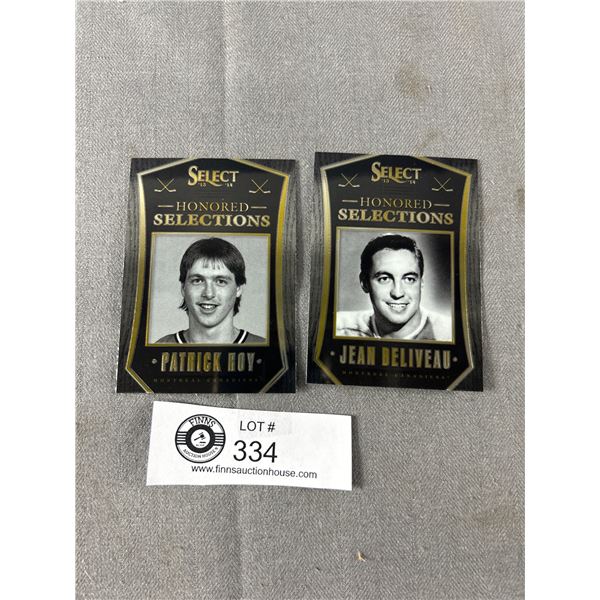 SELECT
'13 '14
HONORED
SELECTIONS
PATRICK ROY
MONTREAL CANADIENS
SELECT
'13 '14
HONORED
SELECTIONS
JEAN BELIVEAU
MONTREAL CANADIENS
FINNS
AUCTION HOUSE
LOT #
334
www.finnsauctionhouse.com